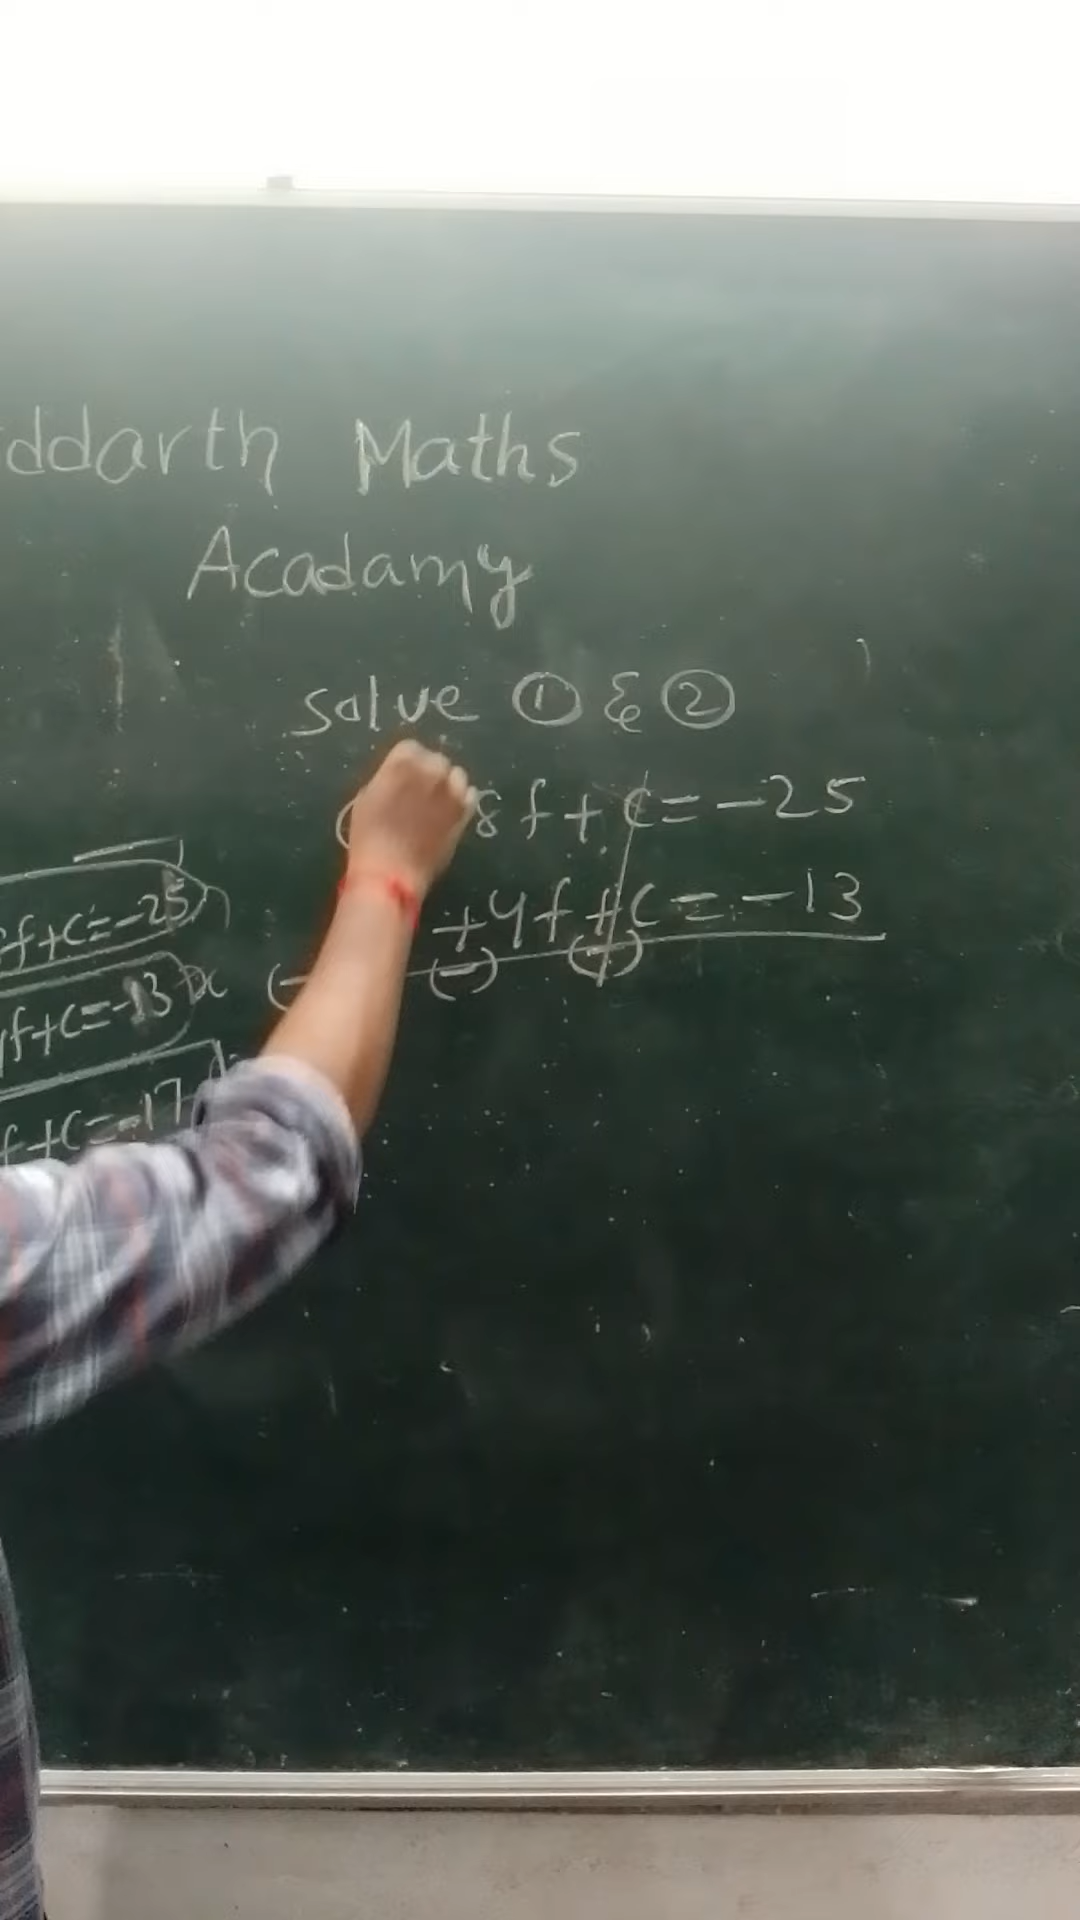 ddarth Maths
Acadamy
solve ① & ②
8f + c = -25
+4f + c = -13
(-) (-)
f+c=-25
f+c=-13
f+c=-17